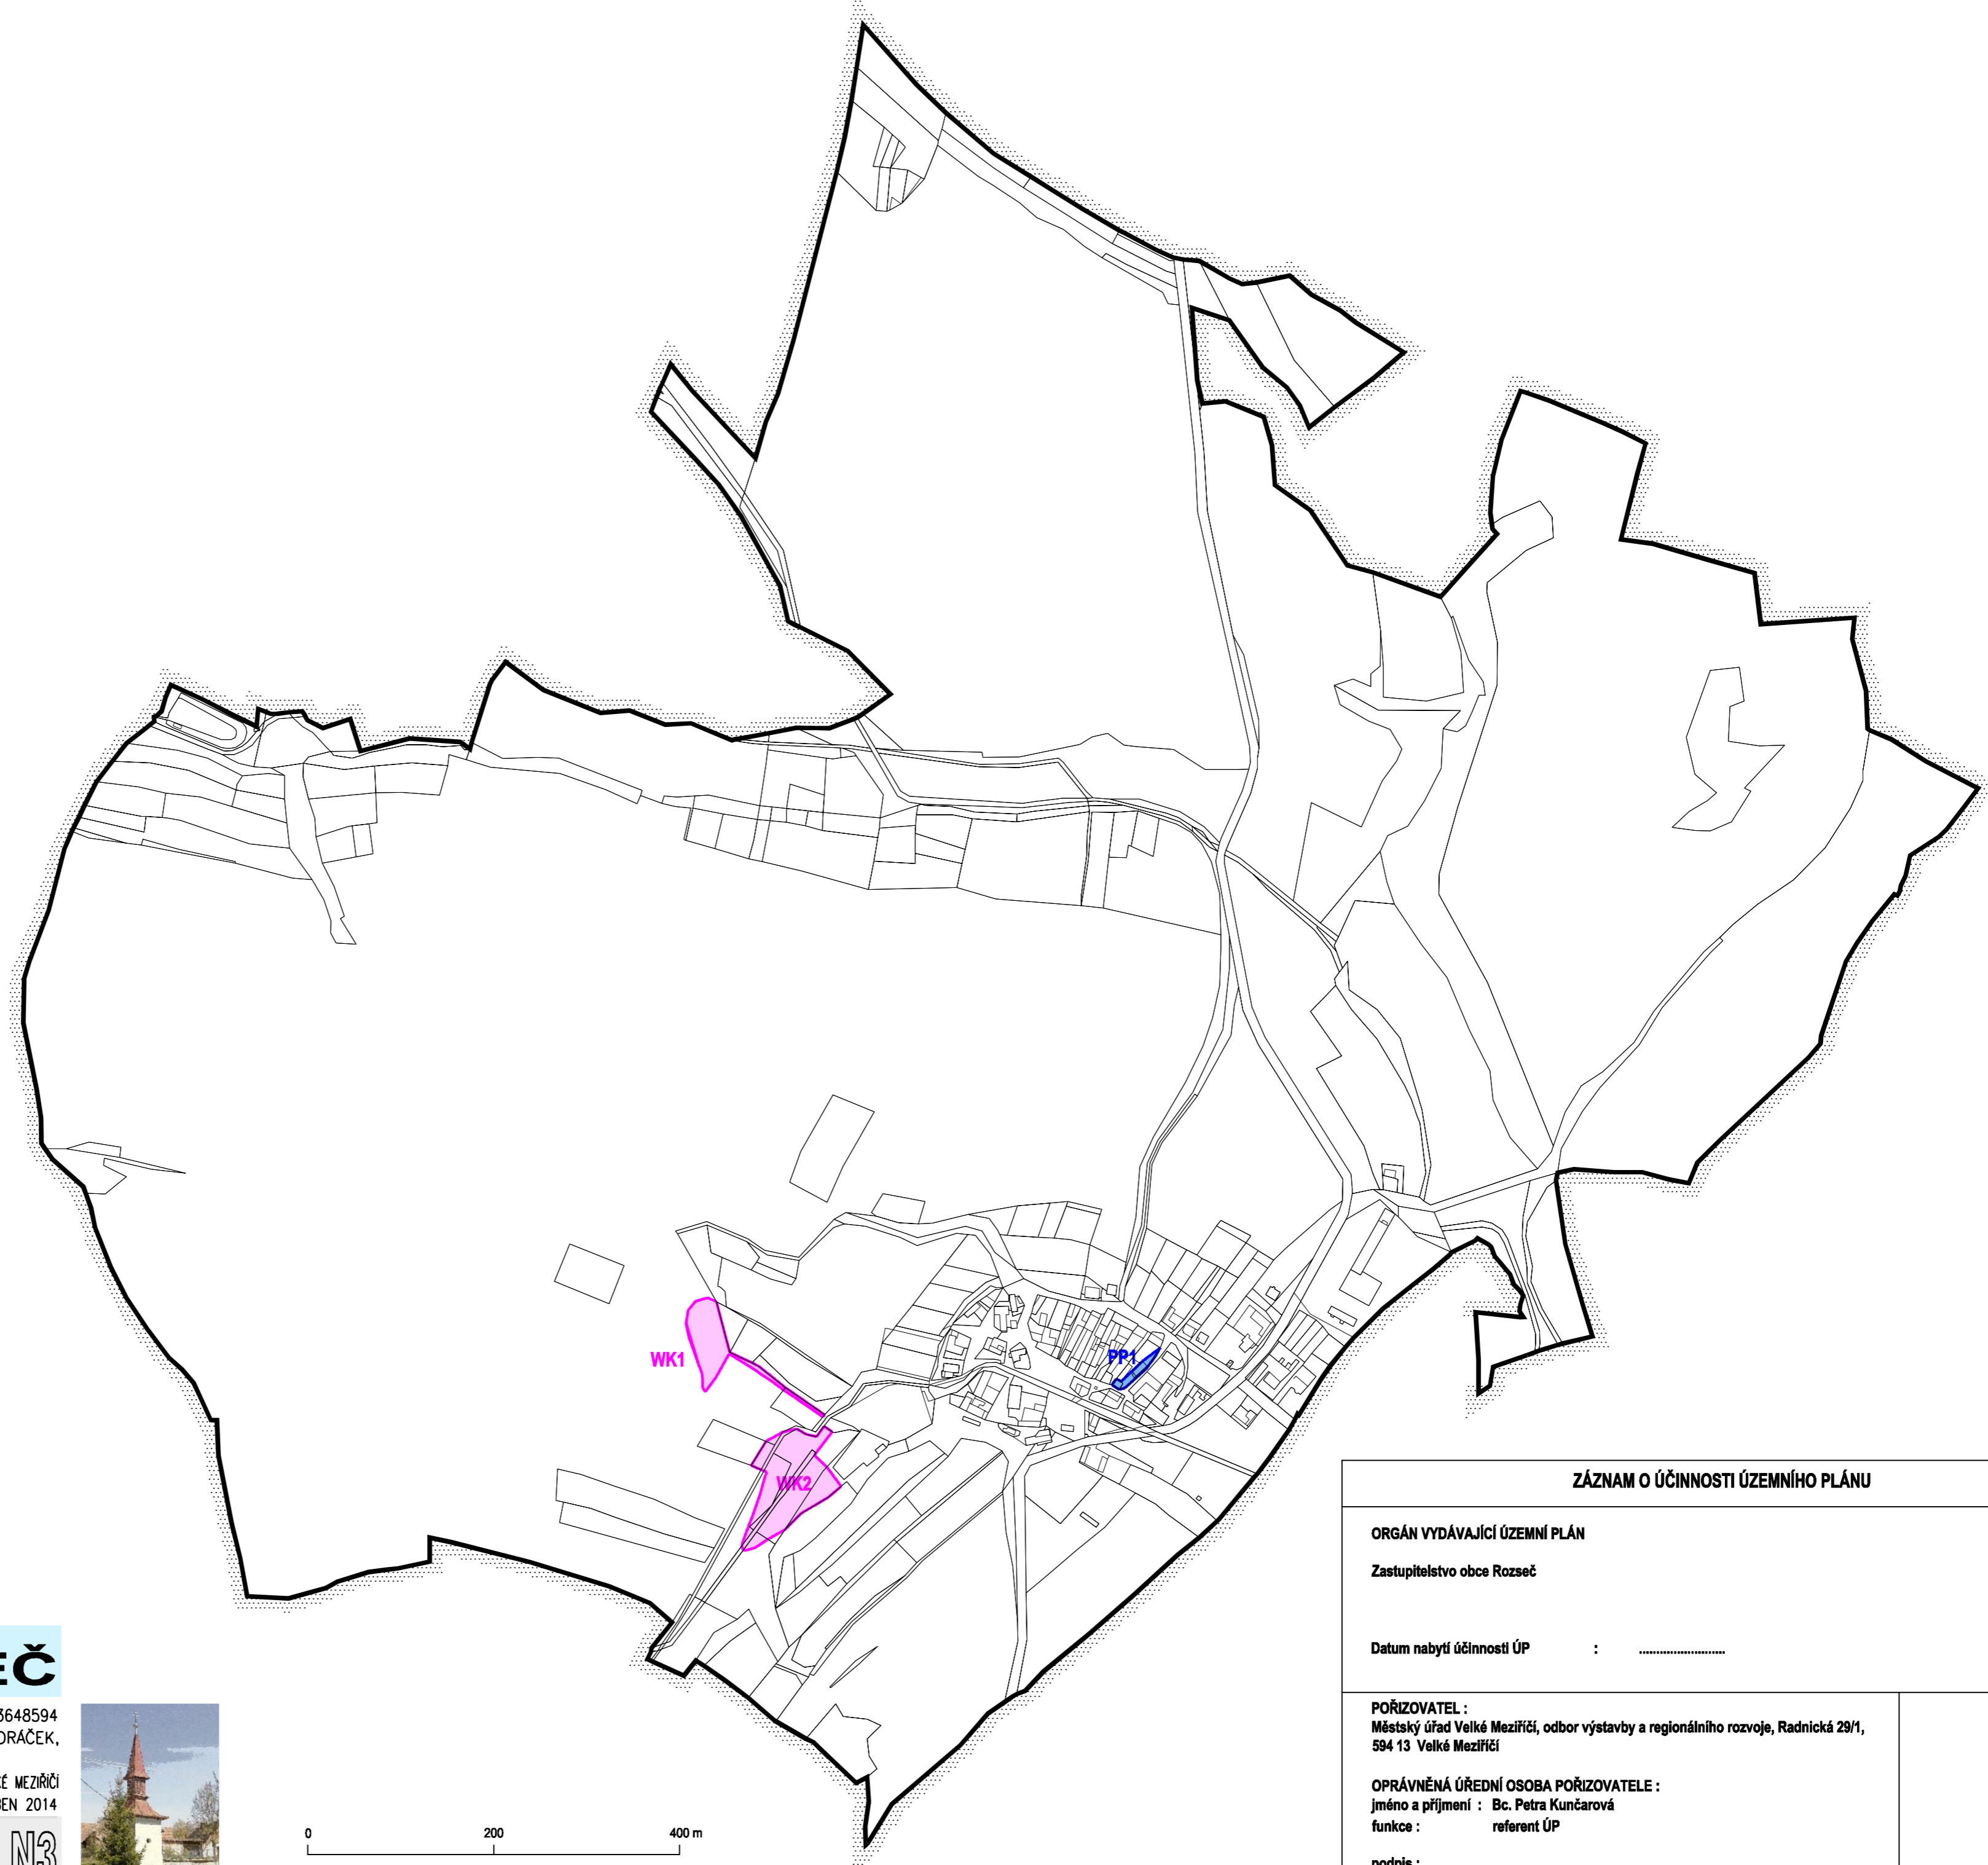 WK1
PP1
WK2
ZÁZNAM O ÚČINNOSTI ÚZEMNÍHO PLÁNU
ORGÁN VYDÁVAJÍCÍ ÚZEMNÍ PLÁN
Zastupitelstvo obce Rozseč
Datum nabytí účinnosti ÚP : .........................
POŘIZOVATEL :
Městský úřad Velké Meziříčí, odbor výstavby a regionálního rozvoje, Radnická 29/1,
594 13 Velké Meziříčí
OPRÁVNĚNÁ ÚŘEDNÍ OSOBA POŘIZOVATELE :
jméno a příjmení : Bc. Petra Kunčarová
funkce : referent ÚP
podpis :
EČ
3648594
DRÁČEK,
KÉ MEZIŘÍČÍ
BEN 2014
N3
0 200 400 m